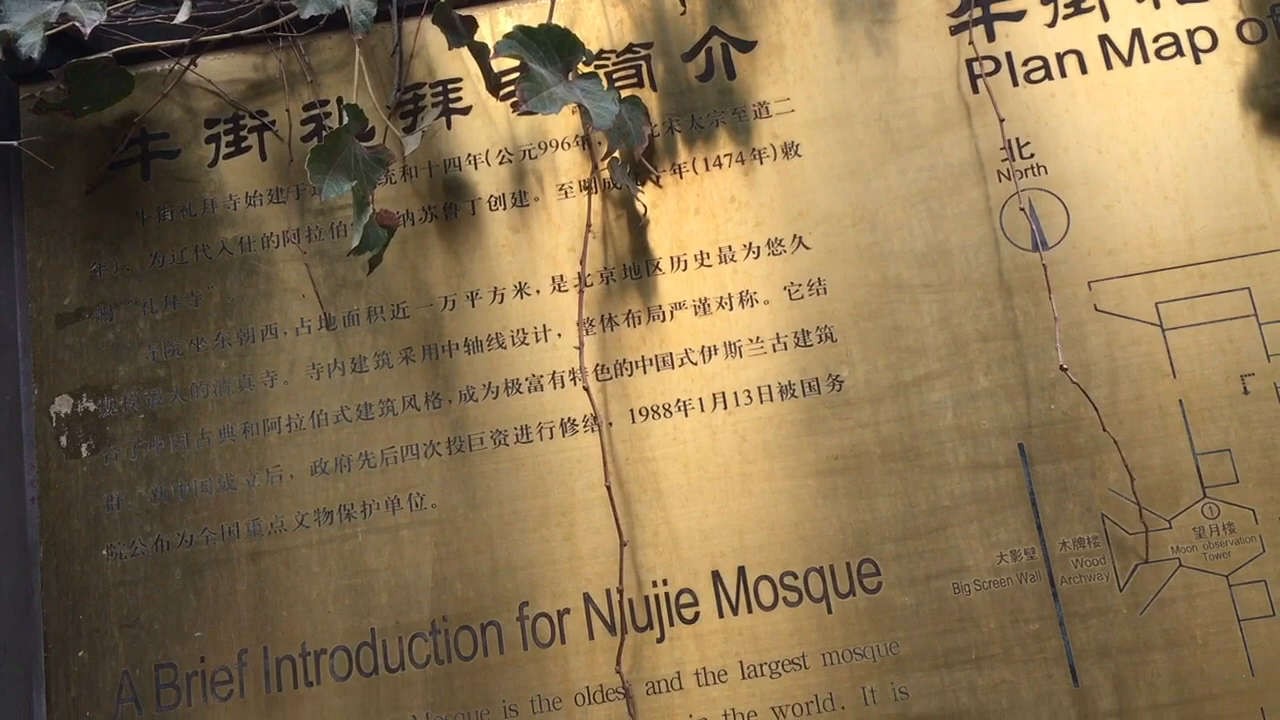 牛街礼拜寺简介
牛街礼拜寺始建于 统和十四年(公元996年, 北宋太宗至道二
年)、为辽代入仕的阿拉伯 纳苏鲁丁创建。至明成化十年(1474年)敕
赐“礼拜寺”。
寺院坐东朝西,占地面积近一万平方米,是北京地区历史最为悠久
规模最大的清真寺。寺内建筑采用中轴线设计,整体布局严谨对称。它结
合了中国古典和阿拉伯式建筑风格,成为极富有特色的中国式伊斯兰古建筑
群。新中国成立后,政府先后四次投巨资进行修缮,1988年1月13日被国务
院公布为全国重点文物保护单位。
A Brief Introduction for Niujie Mosque
Mosque is the oldest and the largest mosque
in the world. It is
牛街礼
Plan Map of
北
North
①
望月楼
Moon observation
Tower
木牌楼
Wood
Archway
大影壁
Big Screen Wall